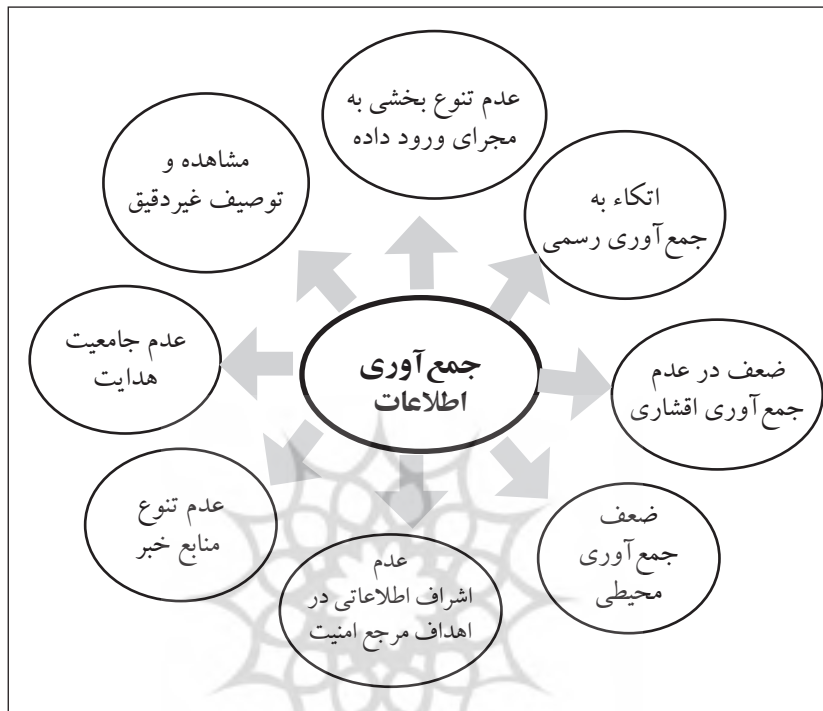 عدم تنوع بخشی به
مجرای ورود داده
اتکاء به
جمع‌آوری رسمی
ضعف در عدم
جمع‌آوری اقشاری
ضعف
جمع‌آوری
محیطی
عدم
اشراف اطلاعاتی در
اهداف مرجع امنیت
عدم تنوع
منابع خبر
عدم جامعیت
هدایت
مشاهده و
توصیف غیردقیق
جمع‌آوری
اطلاعات